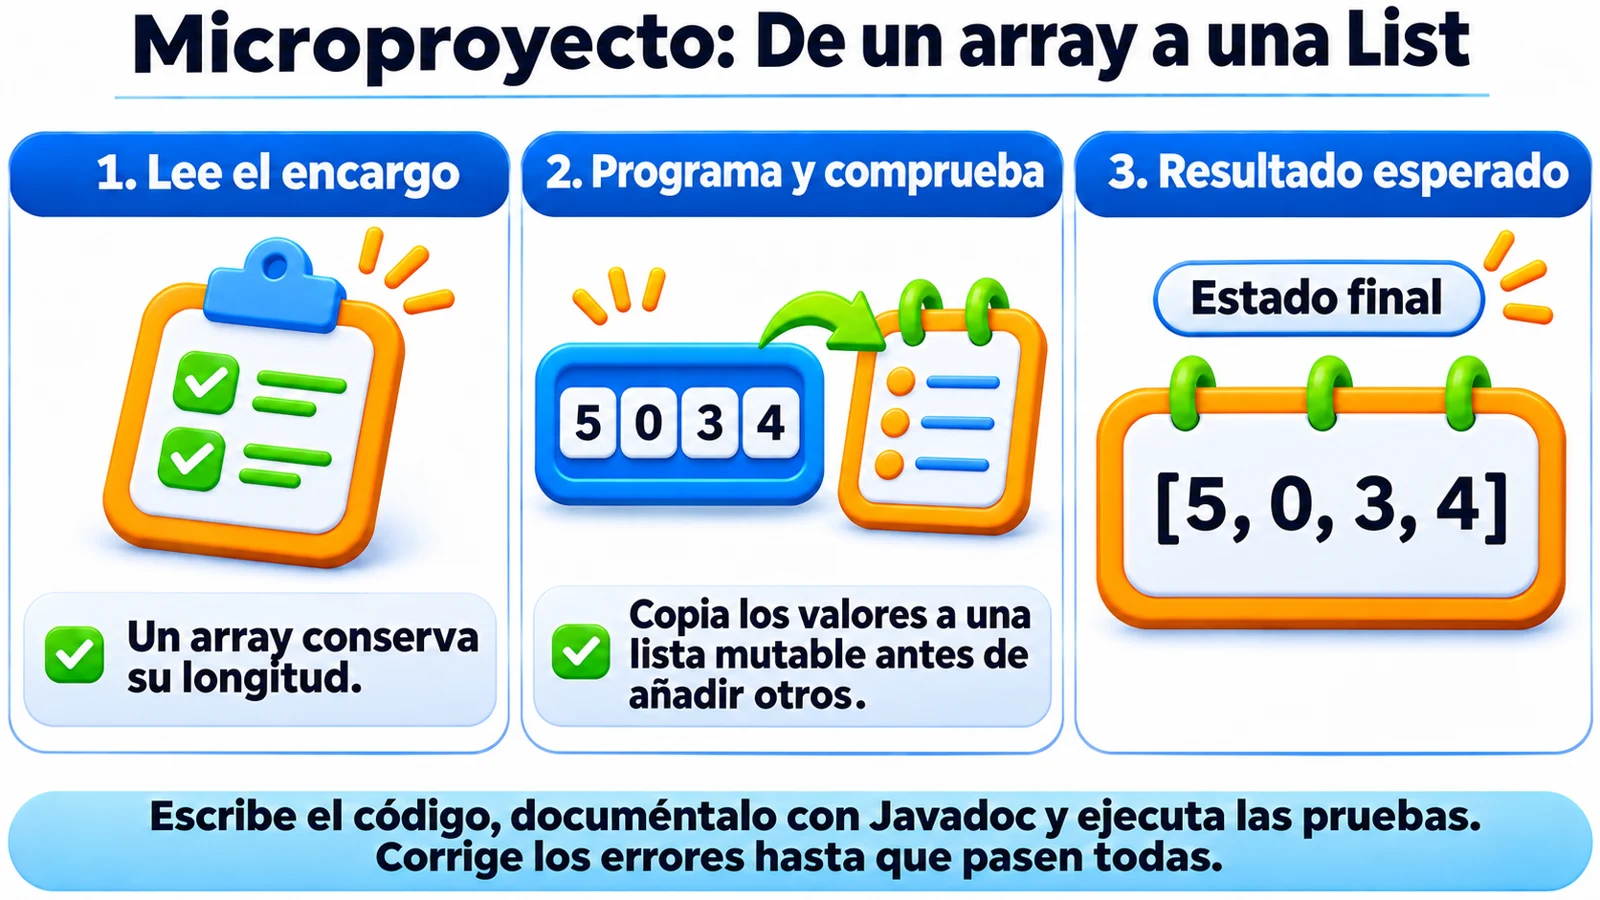 Microproyecto: De un array a una List
1. Lee el encargo
Un array conserva
su longitud.
2. Programa y comprueba
5 0 3 4
Copia los valores a una
lista mutable antes de
añadir otros.
3. Resultado esperado
Estado final
[5, 0, 3, 4]
Escribe el código, documéntalo con Javadoc y ejecuta las pruebas.
Corrige los errores hasta que pasen todas.